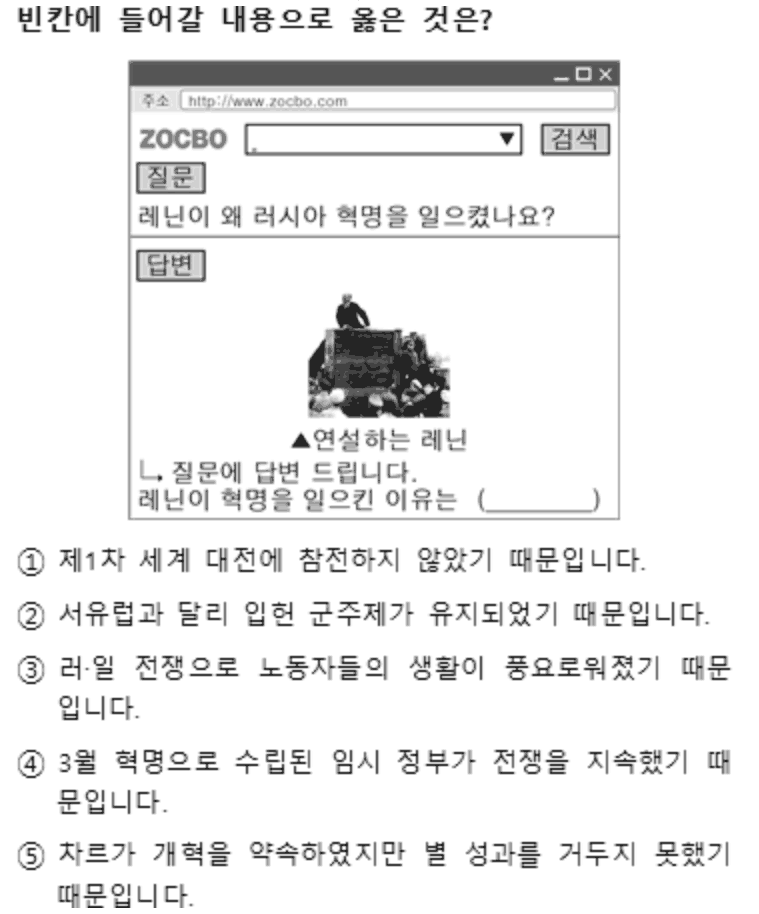 빈칸에 들어갈 내용으로 옳은 것은?
주소 http://www.zocbo.com
ZOCBO 검색
질문
레닌이 왜 러시아 혁명을 일으켰나요?
답변
▲연설하는 레닌
↳ 질문에 답변 드립니다.
레닌이 혁명을 일으킨 이유는 (________)
① 제1차 세계 대전에 참전하지 않았기 때문입니다.
② 서유럽과 달리 입헌 군주제가 유지되었기 때문입니다.
③ 러·일 전쟁으로 노동자들의 생활이 풍요로워졌기 때문
입니다.
④ 3월 혁명으로 수립된 임시 정부가 전쟁을 지속했기 때
문입니다.
⑤ 차르가 개혁을 약속하였지만 별 성과를 거두지 못했기
때문입니다.